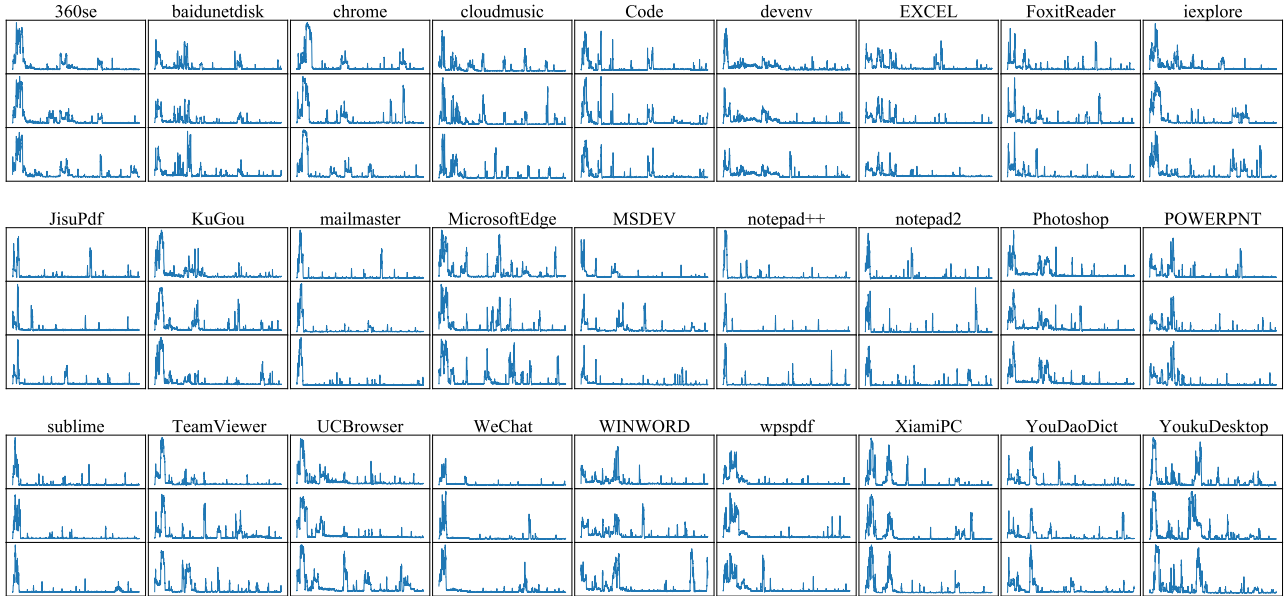 360se baidunetdisk chrome cloudmusic Code devenv EXCEL FoxitReader iexplore
JisuPdf KuGou mailmaster MicrosoftEdge MSDEV notepad++ notepad2 Photoshop POWERPNT
sublime TeamViewer UCBrowser WeChat WINWORD wpspdf XiamiPC YouDaoDict YoukuDesktop